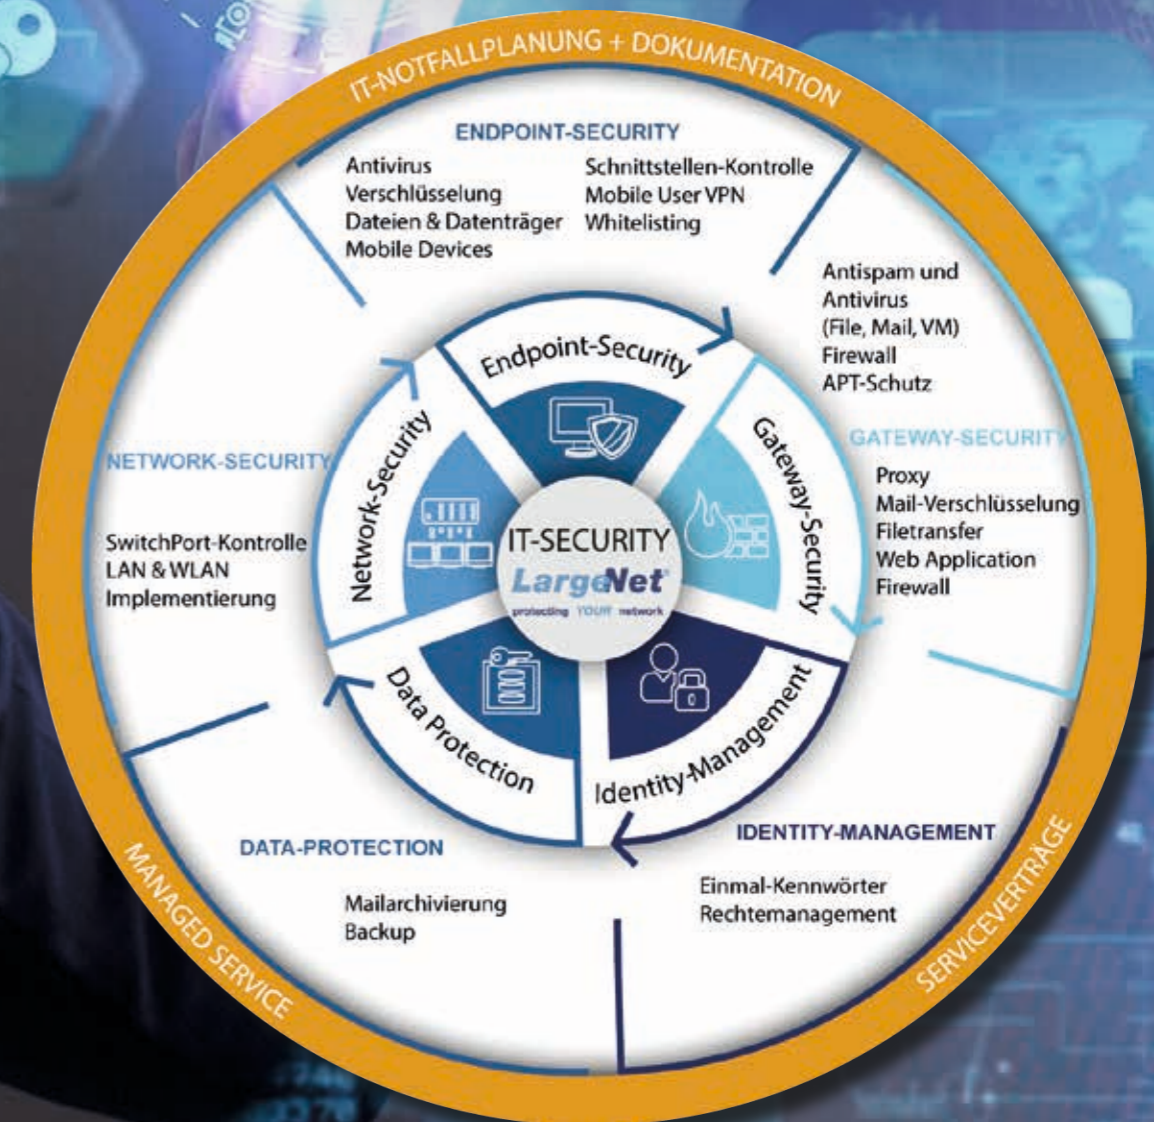 IT-NOTFALLPLANUNG + DOKUMENTATION
ENDPOINT-SECURITY
Antivirus
Verschlüsselung
Dateien & Datenträger
Mobile Devices
Schnittstellen-Kontrolle
Mobile User VPN
Whitelisting
Antispam und
Antivirus
(File, Mail, VM)
Firewall
APT-Schutz
GATEWAY-SECURITY
Proxy
Mail-Verschlüsselung
Filetransfer
Web Application
Firewall
NETWORK-SECURITY
SwitchPort-Kontrolle
LAN & WLAN
Implementierung
Endpoint-Security
Gateway-Security
Identity-Management
Data Protection
Network-Security
IT-SECURITY
LargeNet
protecting YOUR network
DATA-PROTECTION
Mailarchivierung
Backup
IDENTITY-MANAGEMENT
Einmal-Kennwörter
Rechtemanagement
MANAGED SERVICE
SERVICEVERTRÄGE